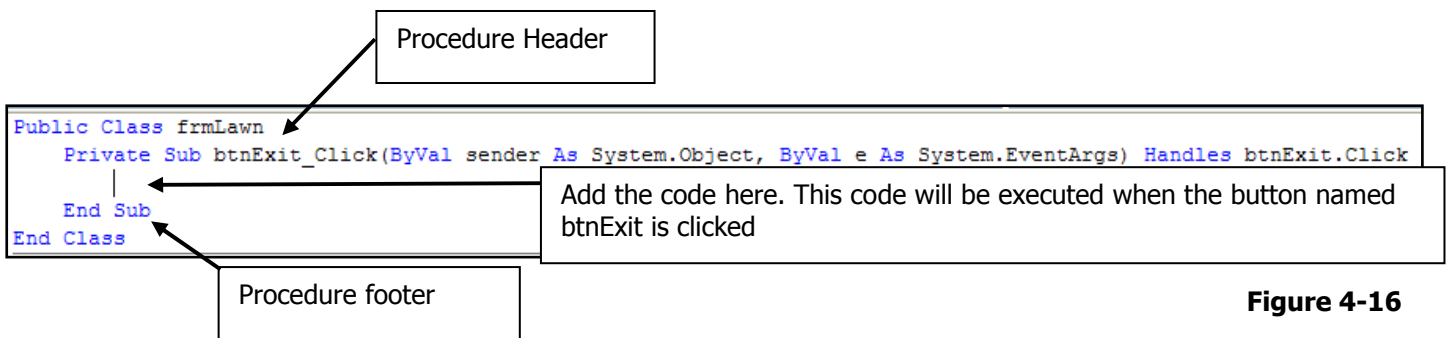 Procedure Header
Public Class frmLawn
Private Sub btnExit_Click(ByVal sender As System.Object, ByVal e As System.EventArgs) Handles btnExit.Click
Add the code here. This code will be executed when the button named
btnExit is clicked
End Sub
End Class
Procedure footer
Figure 4-16